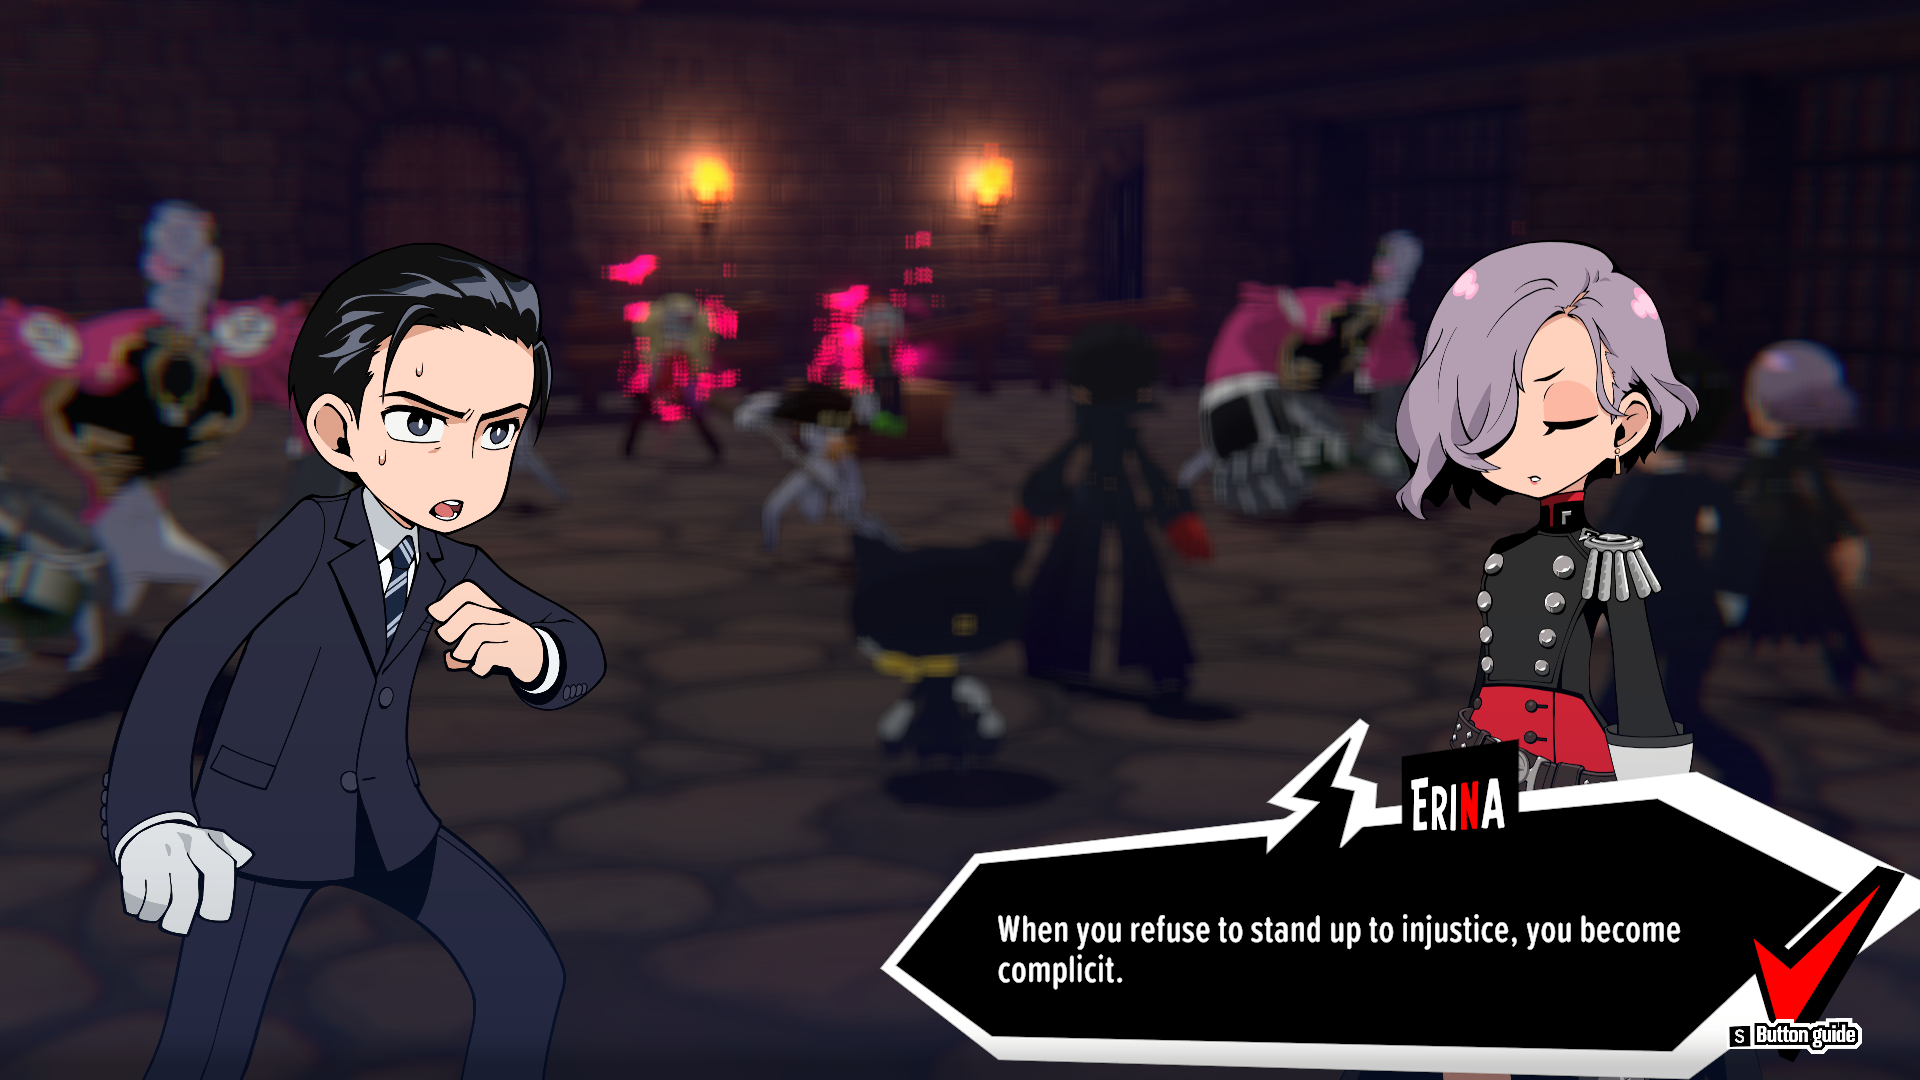 ERINA
When you refuse to stand up to injustice, you become
complicit.
S Button guide